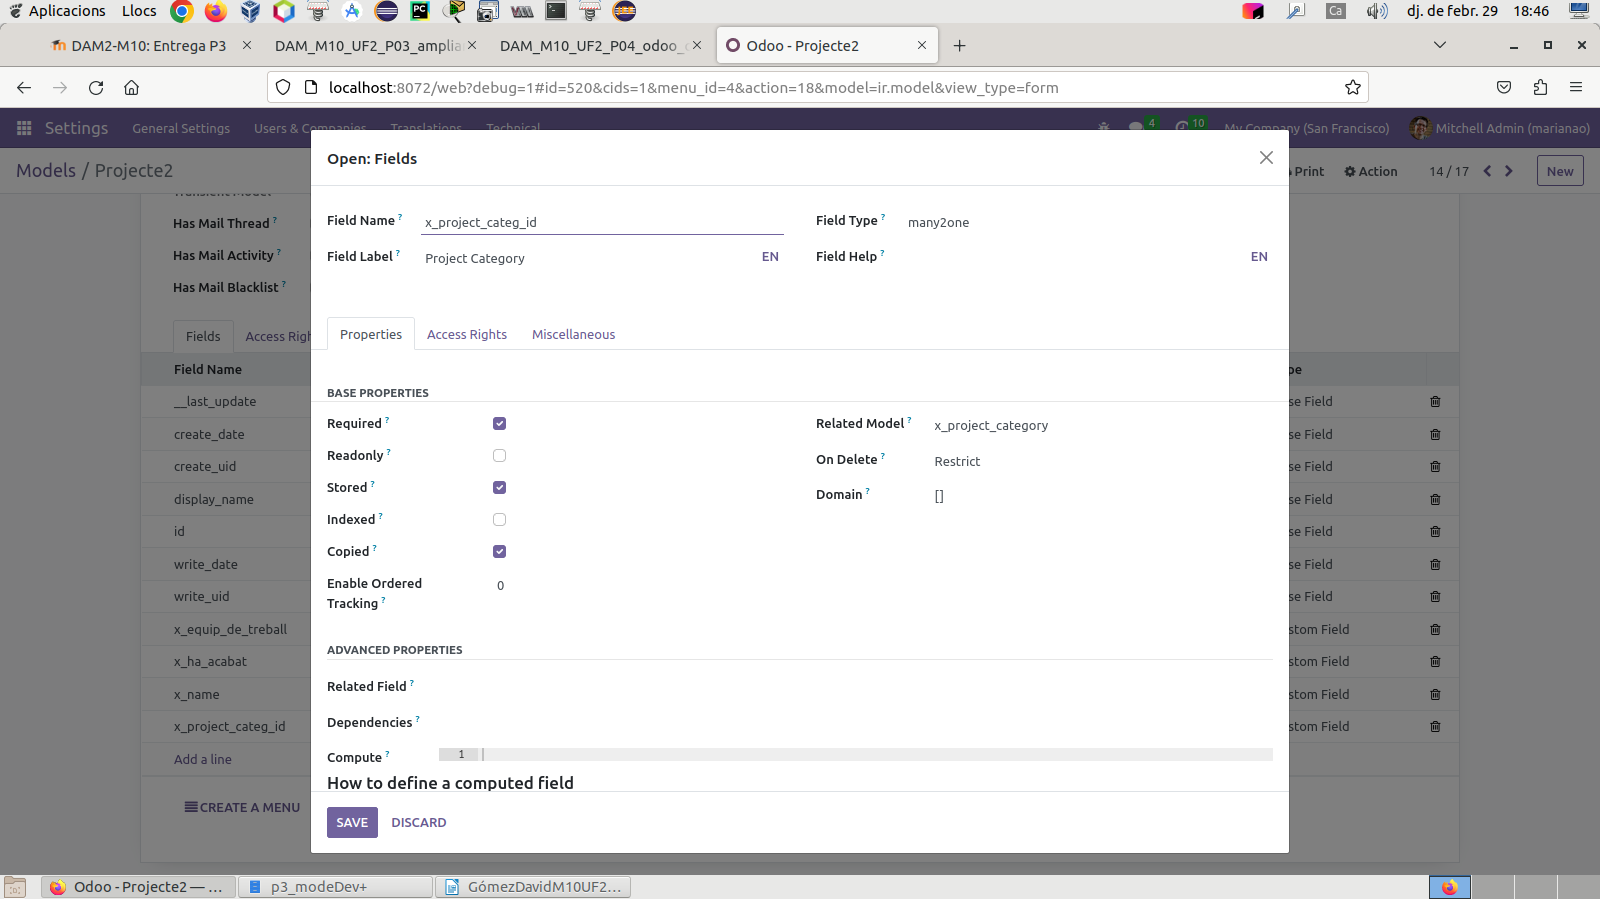 Aplicacions Llocs Ca dj. de febr. 29 18:46
DAM2-M10: Entrega P3 DAM_M10_UF2_P03_amplia DAM_M10_UF2_P04_odoo_ Odoo - Projecte2
localhost:8072/web?debug=1#id=520&cids=1&menu_id=4&action=18&model=ir.model&view_type=form
Settings General Settings Users & Companies Translations Technical 4 10 My Company (San Francisco) Mitchell Admin (marianao)
Models / Projecte2 Print Action 14 / 17 New
Transient Model
Has Mail Thread ?
Has Mail Activity ?
Has Mail Blacklist ?
Fields Access Righ
Field Name pe
__last_update se Field
create_date se Field
create_uid se Field
display_name se Field
id se Field
write_date se Field
write_uid se Field
x_equip_de_treball stom Field
x_ha_acabat stom Field
x_name stom Field
x_project_categ_id stom Field
Add a line
CREATE A MENU
Open: Fields
Field Name ? x_project_categ_id Field Type ? many2one
Field Label ? Project Category EN Field Help ? EN
Properties Access Rights Miscellaneous
BASE PROPERTIES
Required ? Related Model ? x_project_category
Readonly ?
On Delete ? Restrict
Stored ?
Domain ? []
Indexed ?
Copied ?
Enable Ordered
Tracking ? 0
ADVANCED PROPERTIES
Related Field ?
Dependencies ?
Compute ? 1
How to define a computed field
SAVE DISCARD
Odoo - Projecte2 — ... p3_modeDev+ GómezDavidM10UF2...